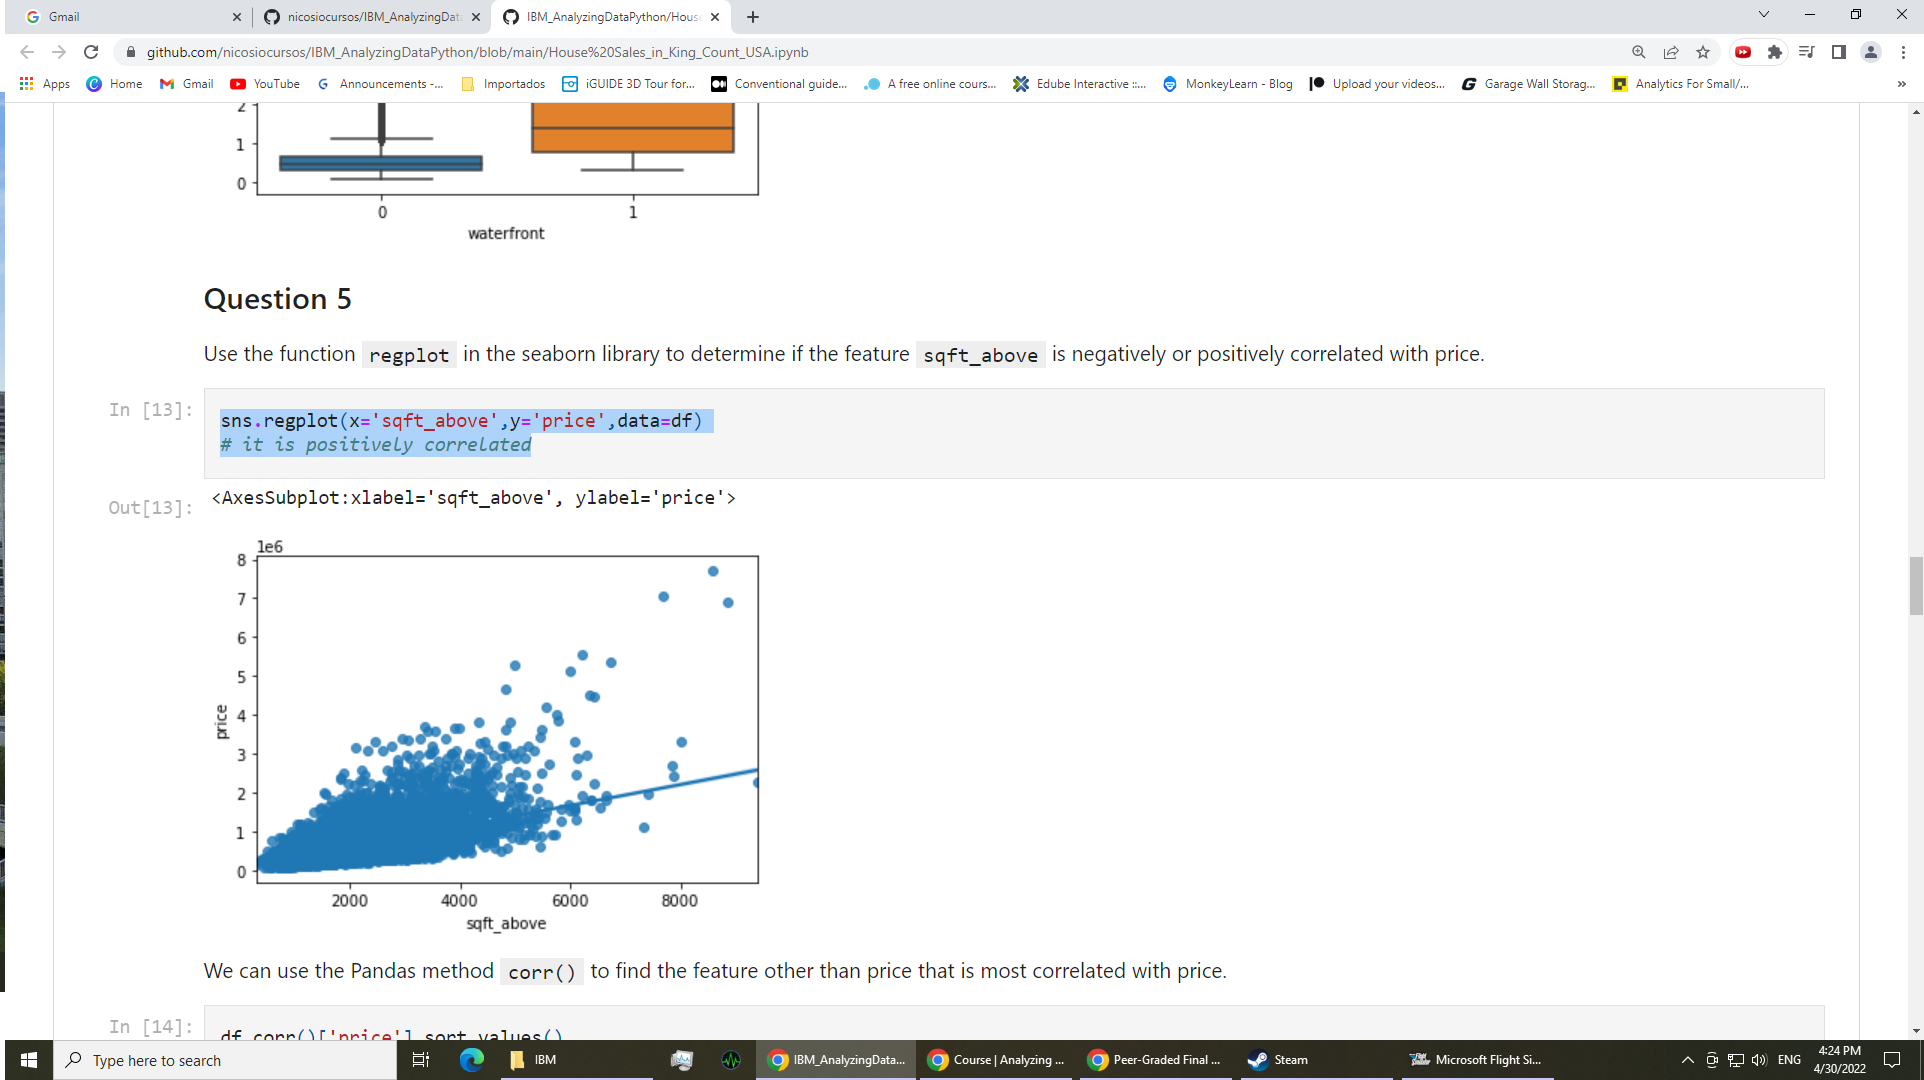 Gmail
nicosiocursos/IBM_AnalyzingData
IBM_AnalyzingDataPython/House
github.com/nicosiocursos/IBM_AnalyzingDataPython/blob/main/House%20Sales_in_King_Count_USA.ipynb
Apps
Home
Gmail
YouTube
Announcements -...
Importados
iGUIDE 3D Tour for...
Conventional guide...
A free online cours...
Edube Interactive ::...
MonkeyLearn - Blog
Upload your videos...
Garage Wall Storag...
Analytics For Small/...
»
2
1
0
0 1
waterfront
Question 5
Use the function regplot in the seaborn library to determine if the feature sqft_above is negatively or positively correlated with price.
In [13]:
sns.regplot(x='sqft_above',y='price',data=df)
# it is positively correlated
Out[13]:
<AxesSubplot:xlabel='sqft_above', ylabel='price'>
1e6
8
7
6
5
4
3
2
1
0
price
2000 4000 6000 8000
sqft_above
We can use the Pandas method corr() to find the feature other than price that is most correlated with price.
In [14]:
df.corr()['price'].sort_values()
Type here to search
IBM
IBM_AnalyzingData...
Course | Analyzing ...
Peer-Graded Final ...
Steam
Microsoft Flight Si...
ENG
4:24 PM
4/30/2022